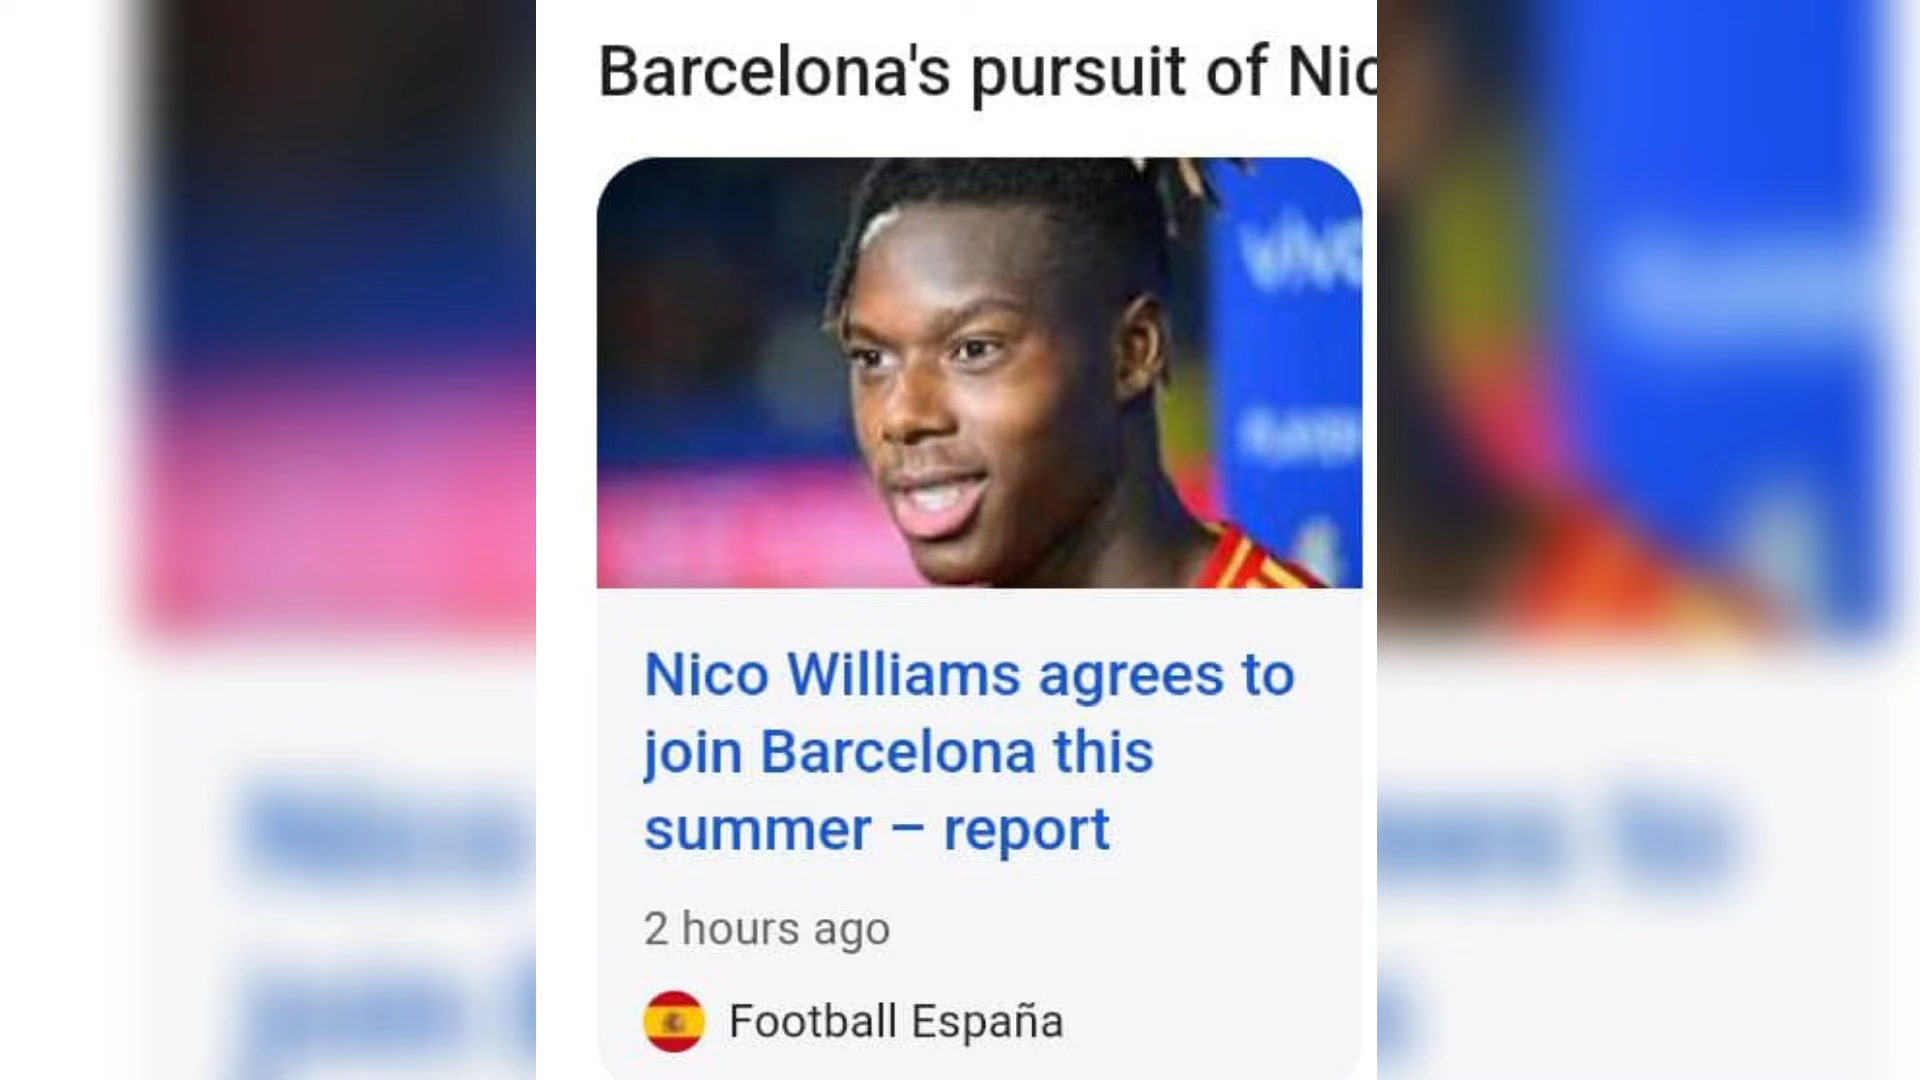 Barcelona's pursuit of Nic
Nico Williams agrees to
join Barcelona this
summer – report
2 hours ago
Football España